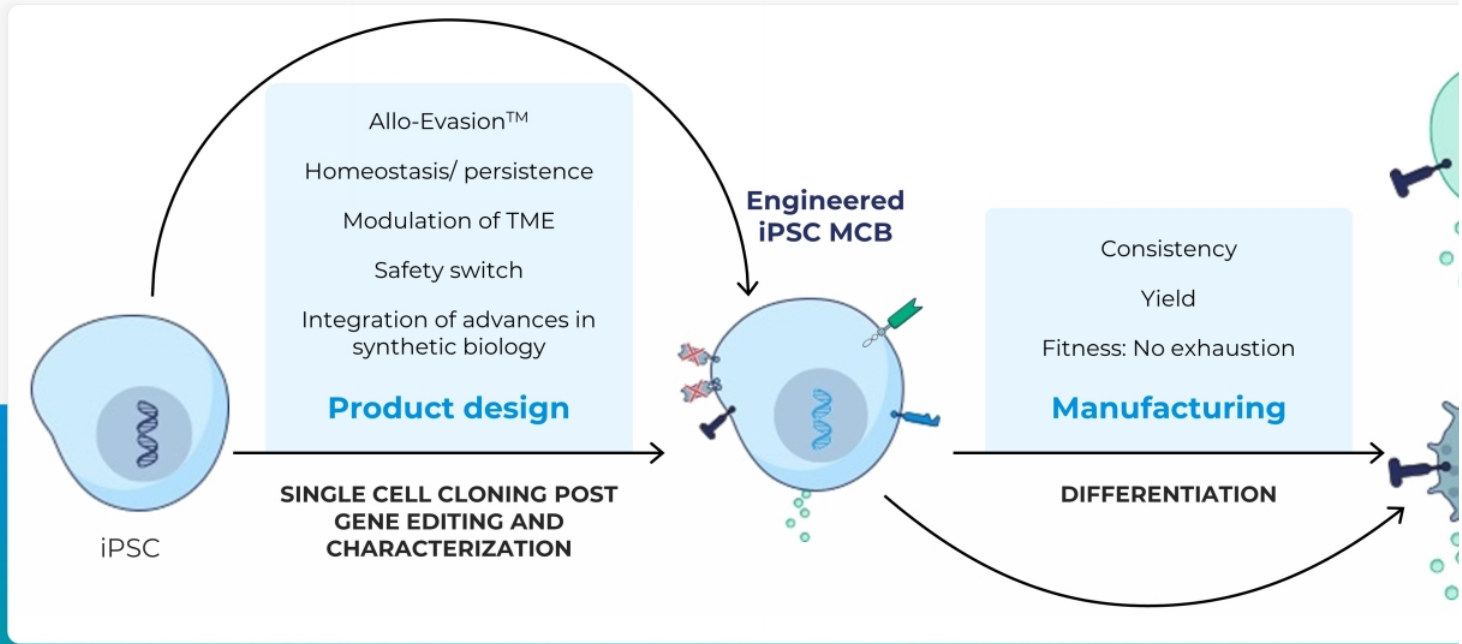 Allo-Evasion™
Homeostasis/ persistence
Modulation of TME
Safety switch
Integration of advances in
synthetic biology
Product design
SINGLE CELL CLONING POST
GENE EDITING AND
CHARACTERIZATION
iPSC
Engineered
iPSC MCB
Consistency
Yield
Fitness: No exhaustion
Manufacturing
DIFFERENTIATION